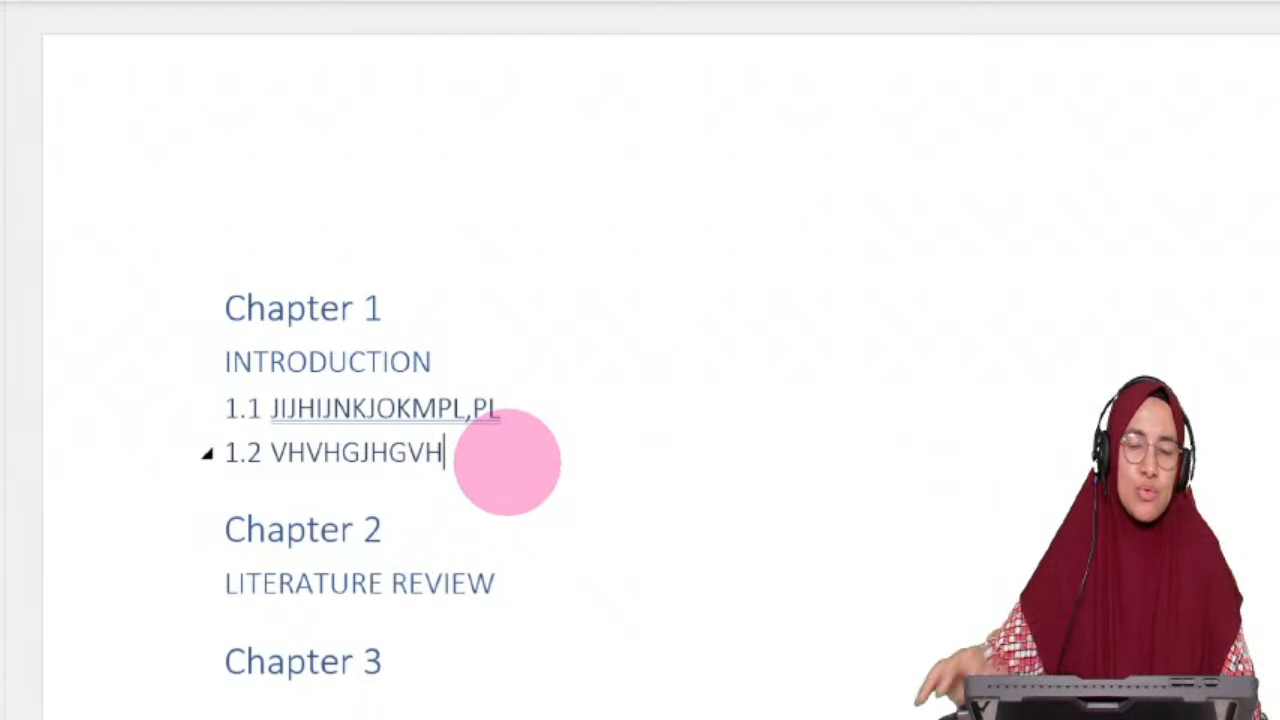 Chapter 1
INTRODUCTION
1.1 JIJHIJNKJOKMPL,PL
1.2 VHVHGJHGVH
Chapter 2
LITERATURE REVIEW
Chapter 3